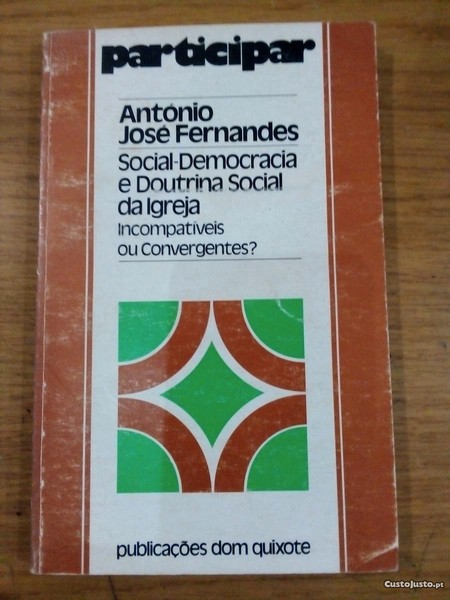 participar
António
José Fernandes
Social-Democracia
e Doutrina Social
da Igreja
Incompatíveis
ou Convergentes?
publicações dom quixote
CustoJusto.pt